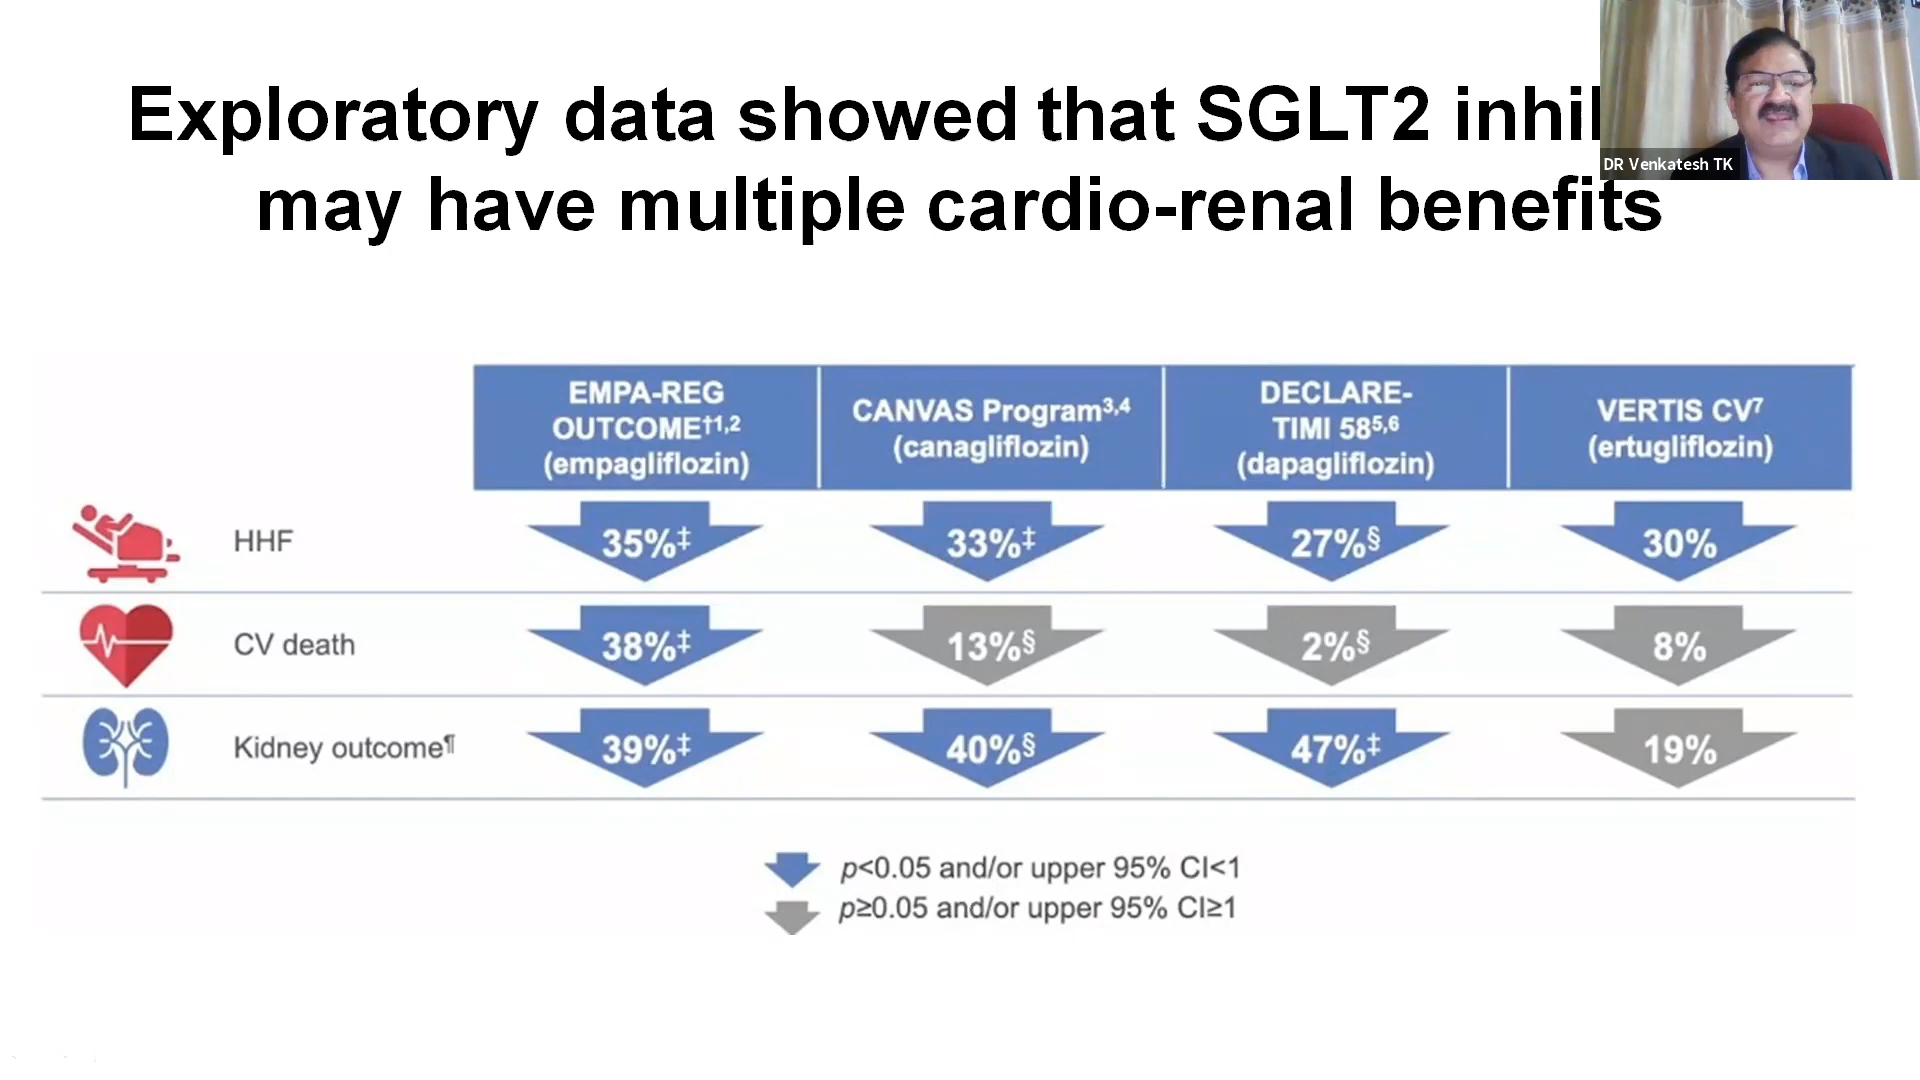 Exploratory data showed that SGLT2
may have multiple cardio-renal benefits
DR Venkatesh TK
EMPA-REG
OUTCOME†1,2
(empagliflozin)
CANVAS Program3,4
(canagliflozin)
DECLARE-
TIMI 585,6
(dapagliflozin)
VERTIS CV7
(ertugliflozin)
HHF
35%‡
33%‡
27%§
30%
CV death
38%‡
13%§
2%§
8%
Kidney outcome¶
39%‡
40%§
47%‡
19%
p<0.05 and/or upper 95% CI<1
p≥0.05 and/or upper 95% CI≥1